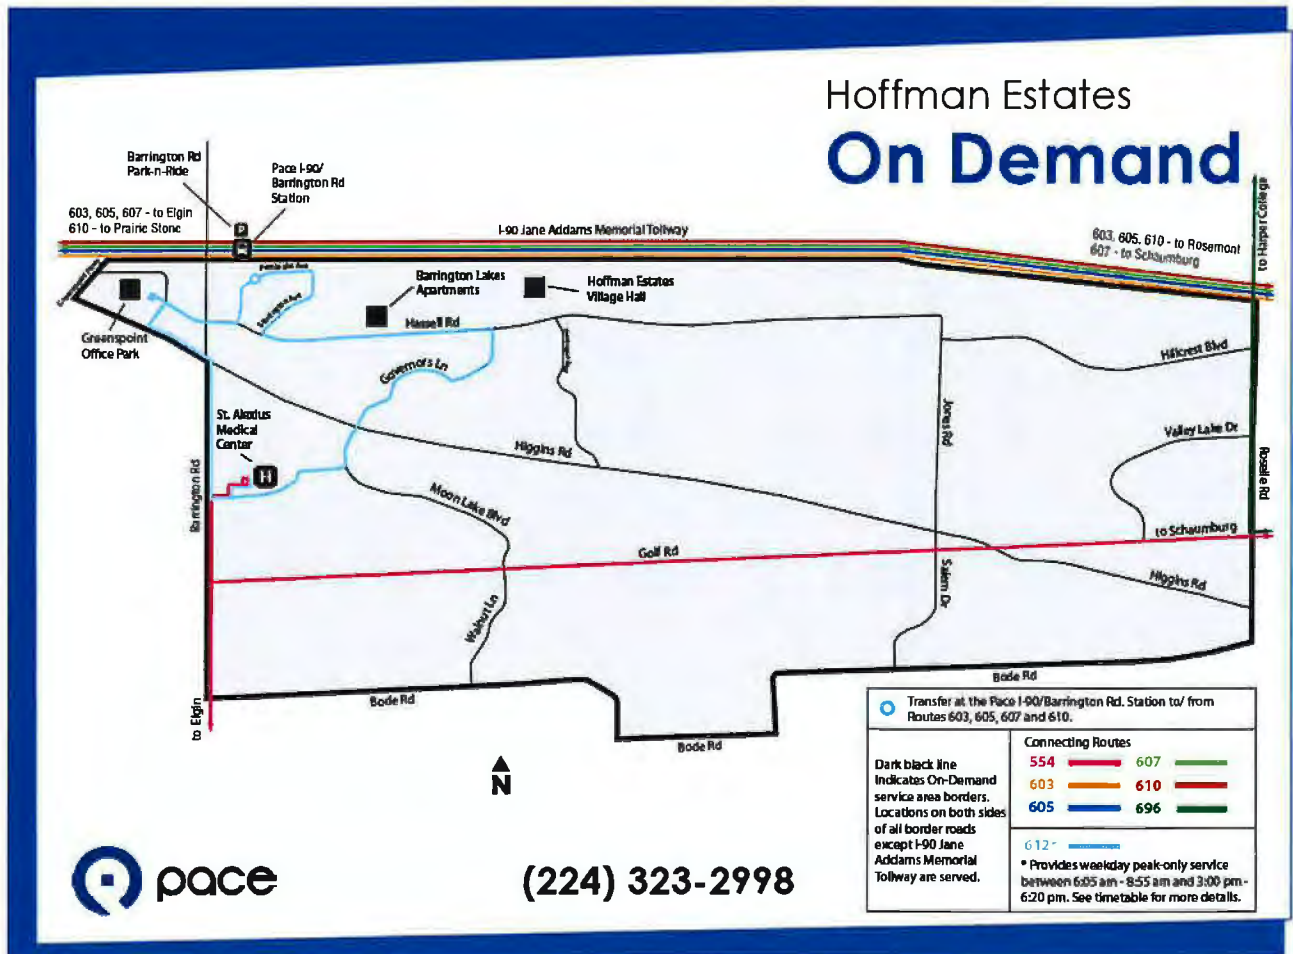 Hoffman Estates
On Demand
Barrington Rd
Park-n-Ride
Pace I-90/
Barrington Rd
Station
603, 605, 607 - to Elgin
610 - to Prairie Stone
P
I-90 Jane Addams Memorial Tollway
603, 605, 610 - to Rosemont
607 - to Schaumburg
to Harper College
Barrington Lakes
Apartments
Hoffman Estates
Village Hall
Greenspoint
Office Park
Hassell Rd
Governors Ln
Hillcrest Blvd
St. Alexius
Medical
Center
H
Barrington Rd
Higgins Rd
Jones Rd
Valley Lake Dr
Roselle Rd
Moon Lake Blvd
Golf Rd
to Schaumburg
Higgins Rd
Salem Dr
Walnut Ln
Bode Rd
Bode Rd
Bode Rd
to Elgin
N
Transfer at the Pace I-90/Barrington Rd. Station to/ from
Routes 603, 605, 607 and 610.
Dark black line
indicates On-Demand
service area borders.
Locations on both sides
of all border roads
except I-90 Jane
Addams Memorial
Tollway are served.
Connecting Routes
554 607
603 610
605 696
612*
* Provides weekday peak-only service
between 6:05 am - 8:55 am and 3:00 pm -
6:20 pm. See timetable for more details.
pace
(224) 323-2998